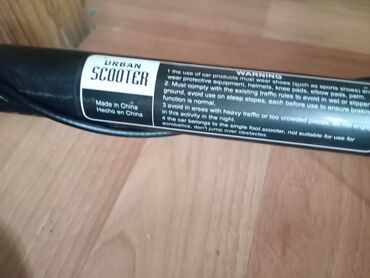 URBAN
SCOOTER
Made in China
Hecho en China
WARNING
1 the use of car products must wear shoes (such as sports shoes) an
wear protective equipment, helmets, knee pads, elbow pads, palm
2. Must comply with the existing traffic rules to avoid in wet or slipper
ground, avoid use on steep slopes, each before use to ensure brakin
function is normal.
3 avoid in areas with heavy traffic or too crowded places, do not eng
in this activity in the night.
4 the car belongs to the single foot scooter, not suitable for use for
acrobatics, don't jump over obstacles.